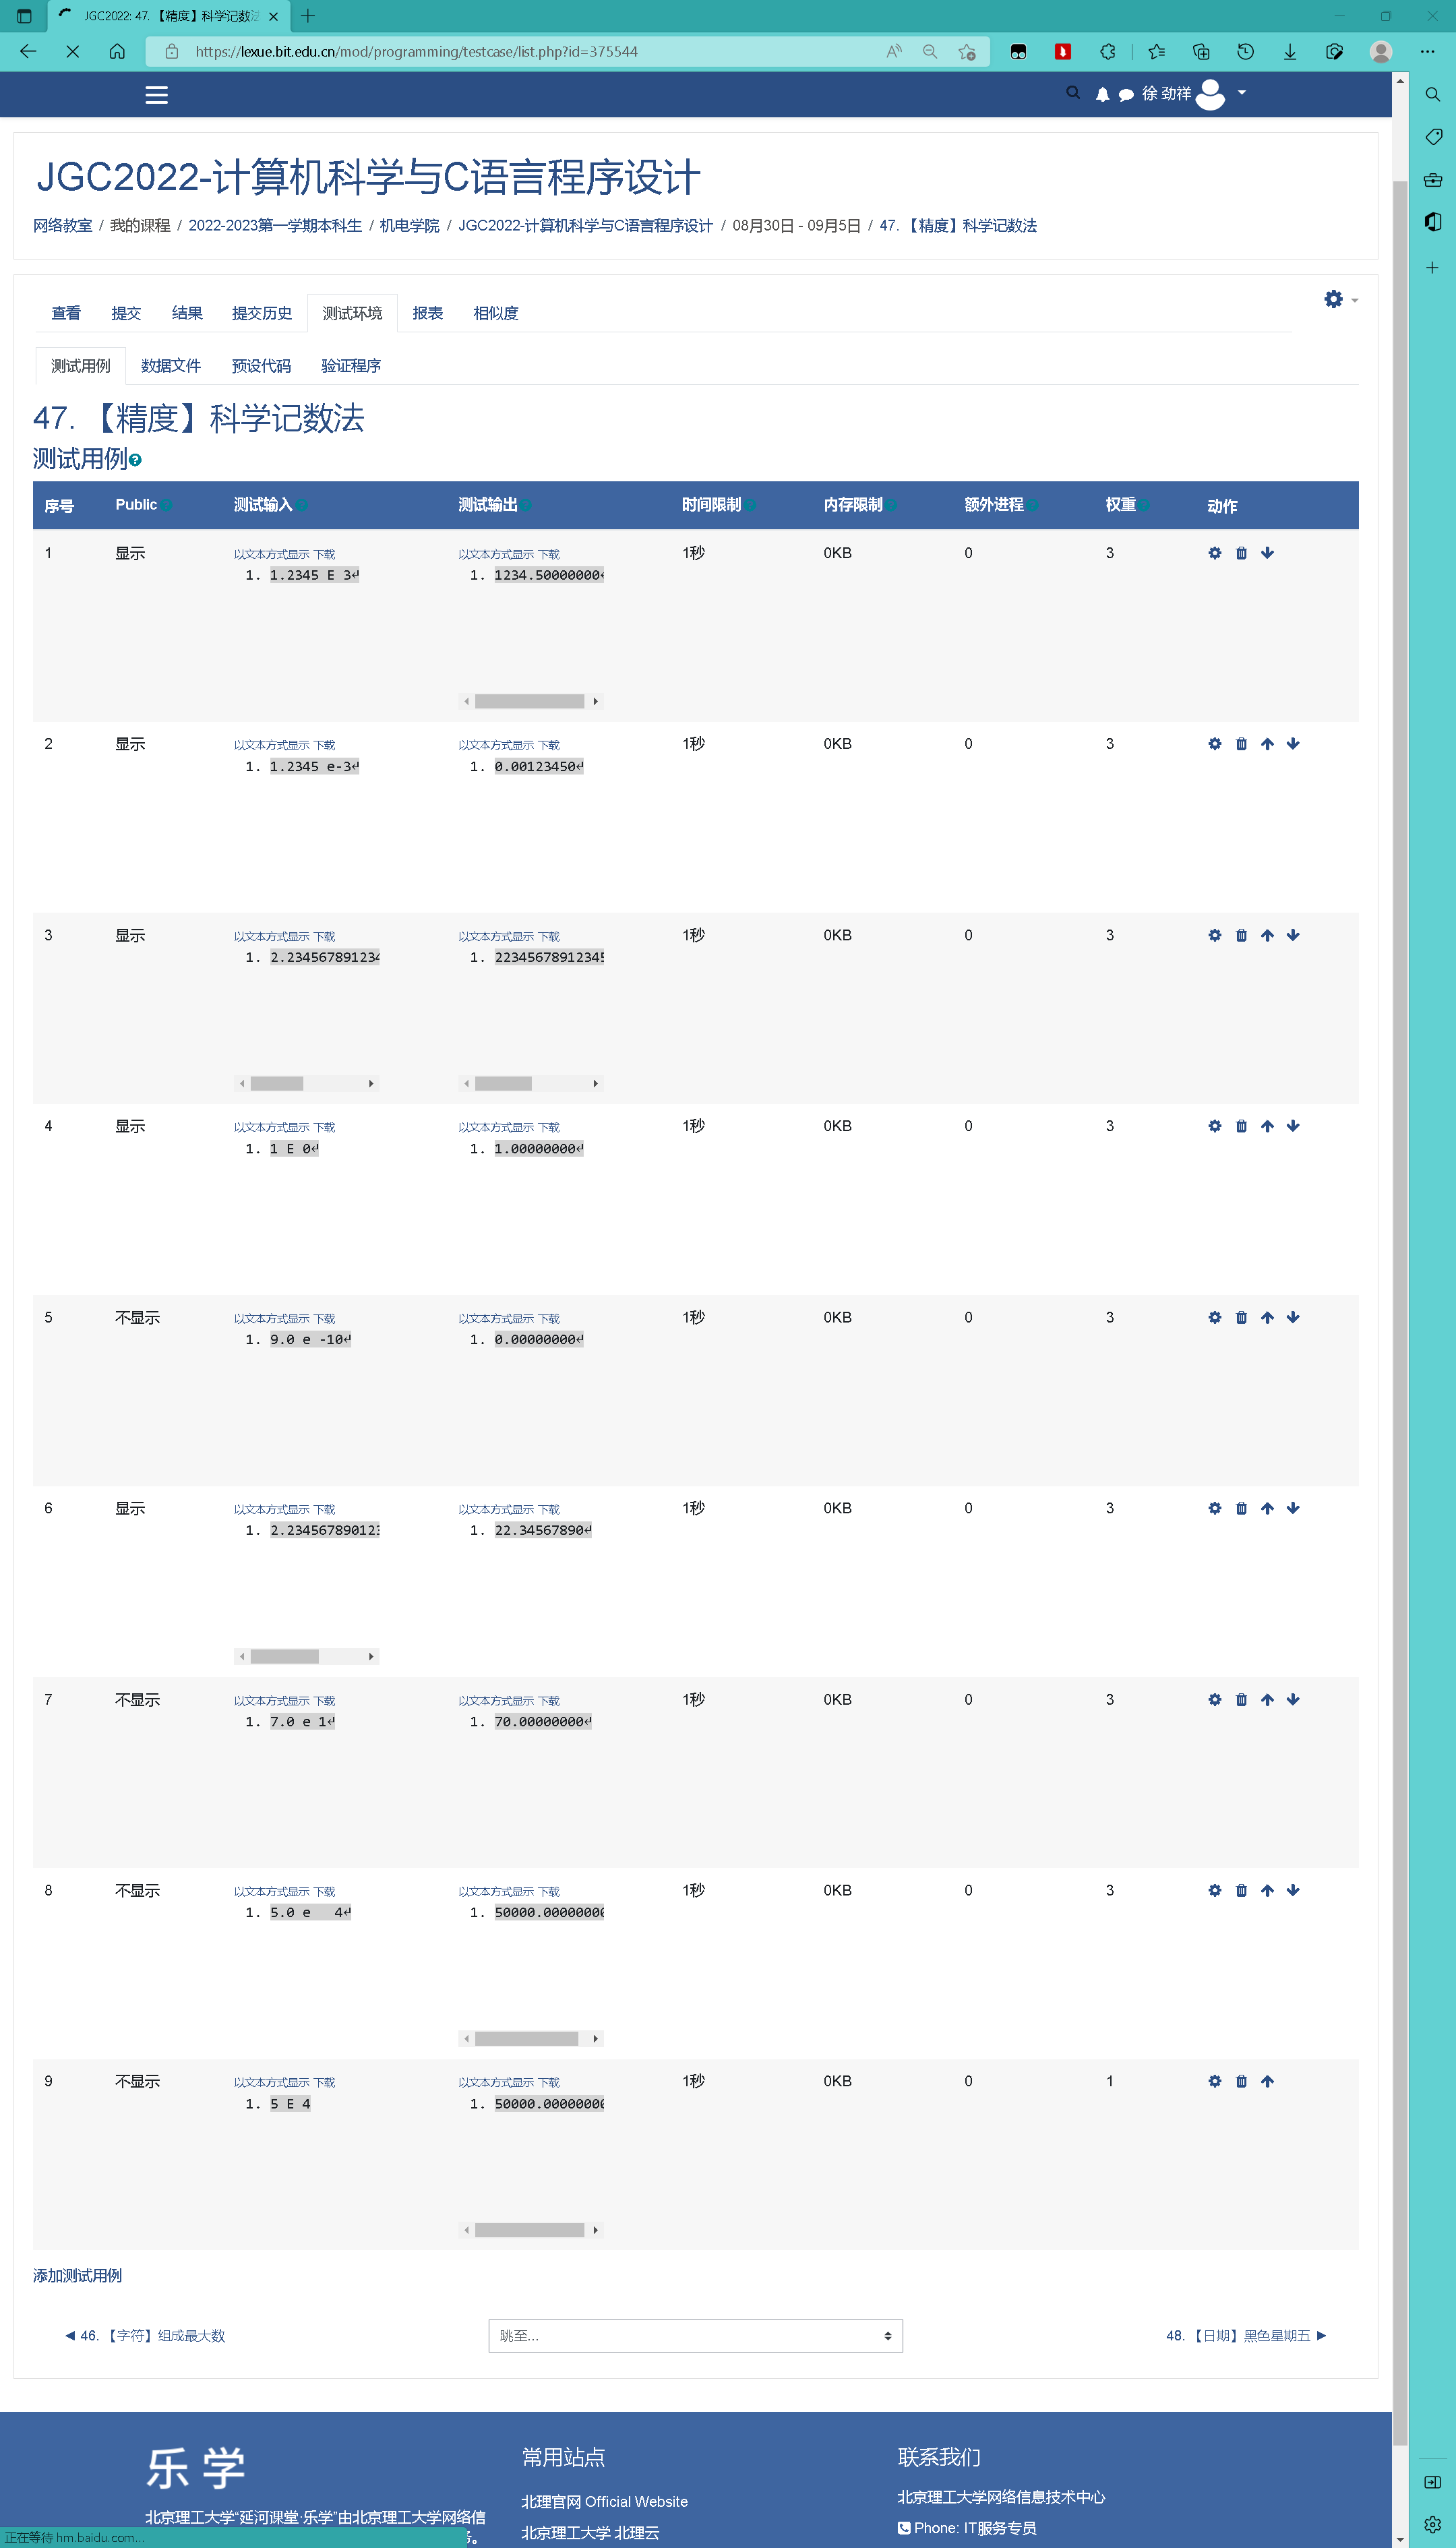 JGC2022: 47. 【精度】科学记数法
https://lexue.bit.edu.cn/mod/programming/testcase/list.php?id=375544
徐 劲祥
JGC2022-计算机科学与C语言程序设计
网络教室 / 我的课程 / 2022-2023第一学期本科生 / 机电学院 / JGC2022-计算机科学与C语言程序设计 / 08月30日 - 09月5日 / 47. 【精度】科学记数法
查看 提交 结果 提交历史 测试环境 报表 相似度
测试用例 数据文件 预设代码 验证程序
47. 【精度】科学记数法
测试用例
序号 Public 测试输入 测试输出 时间限制 内存限制 额外进程 权重 动作
1 显示 以文本方式显示 下载 以文本方式显示 下载 1秒 0KB 0 3
1. 1.2345 E 3↵ 1. 1234.50000000↵
2 显示 以文本方式显示 下载 以文本方式显示 下载 1秒 0KB 0 3
1. 1.2345 e-3↵ 1. 0.00123450↵
3 显示 以文本方式显示 下载 以文本方式显示 下载 1秒 0KB 0 3
1. 2.234567891234 1. 22345678912345
4 显示 以文本方式显示 下载 以文本方式显示 下载 1秒 0KB 0 3
1. 1 E 0↵ 1. 1.00000000↵
5 不显示 以文本方式显示 下载 以文本方式显示 下载 1秒 0KB 0 3
1. 9.0 e -10↵ 1. 0.00000000↵
6 显示 以文本方式显示 下载 以文本方式显示 下载 1秒 0KB 0 3
1. 2.234567890123 1. 22.34567890↵
7 不显示 以文本方式显示 下载 以文本方式显示 下载 1秒 0KB 0 3
1. 7.0 e 1↵ 1. 70.00000000↵
8 不显示 以文本方式显示 下载 以文本方式显示 下载 1秒 0KB 0 3
1. 5.0 e   4↵ 1. 50000.00000000
9 不显示 以文本方式显示 下载 以文本方式显示 下载 1秒 0KB 0 1
1. 5 E 4 1. 50000.00000000
添加测试用例
◀ 46. 【字符】组成最大数 跳至... 48. 【日期】黑色星期五 ▶
乐 学 常用站点 联系我们
北京理工大学“延河课堂·乐学”由北京理工大学网络信 北理官网 Official Website 北京理工大学网络信息技术中心
北京理工大学 北理云 Phone: IT服务专员
正在等待 hm.baidu.com...